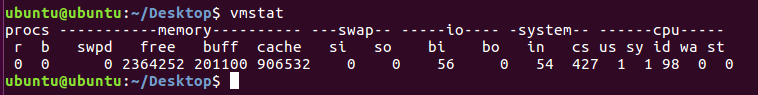 ubuntu@ubuntu:~/Desktop$ vmstat
procs -----------memory---------- ---swap-- -----io---- -system-- ------cpu-----
 r  b   swpd   free   buff  cache   si   so    bi    bo   in   cs us sy id wa st
 0  0      0 2364252 201100 906532    0    0    56     0   54  427  1  1 98  0  0
ubuntu@ubuntu:~/Desktop$